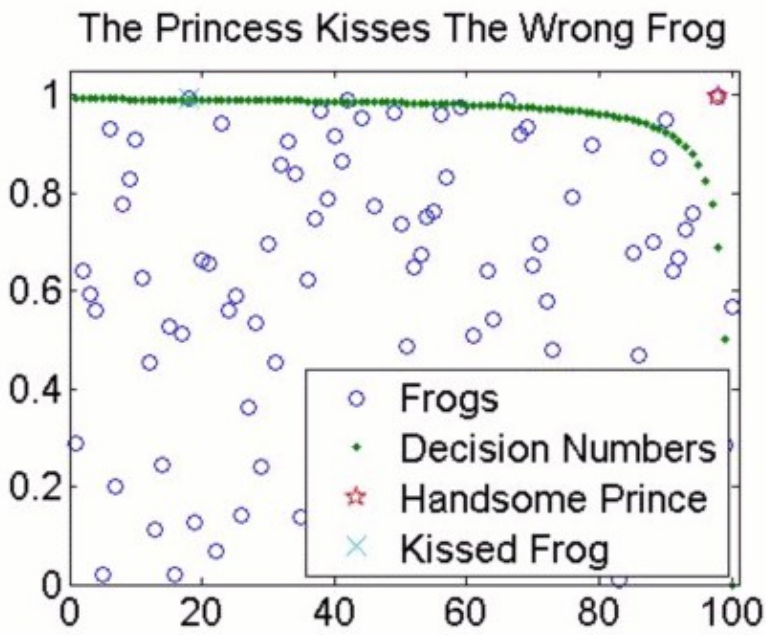 The Princess Kisses The Wrong Frog
1
0.8
0.6
0.4
0.2
0
Frogs
Decision Numbers
Handsome Prince
Kissed Frog
0 20 40 60 80 100